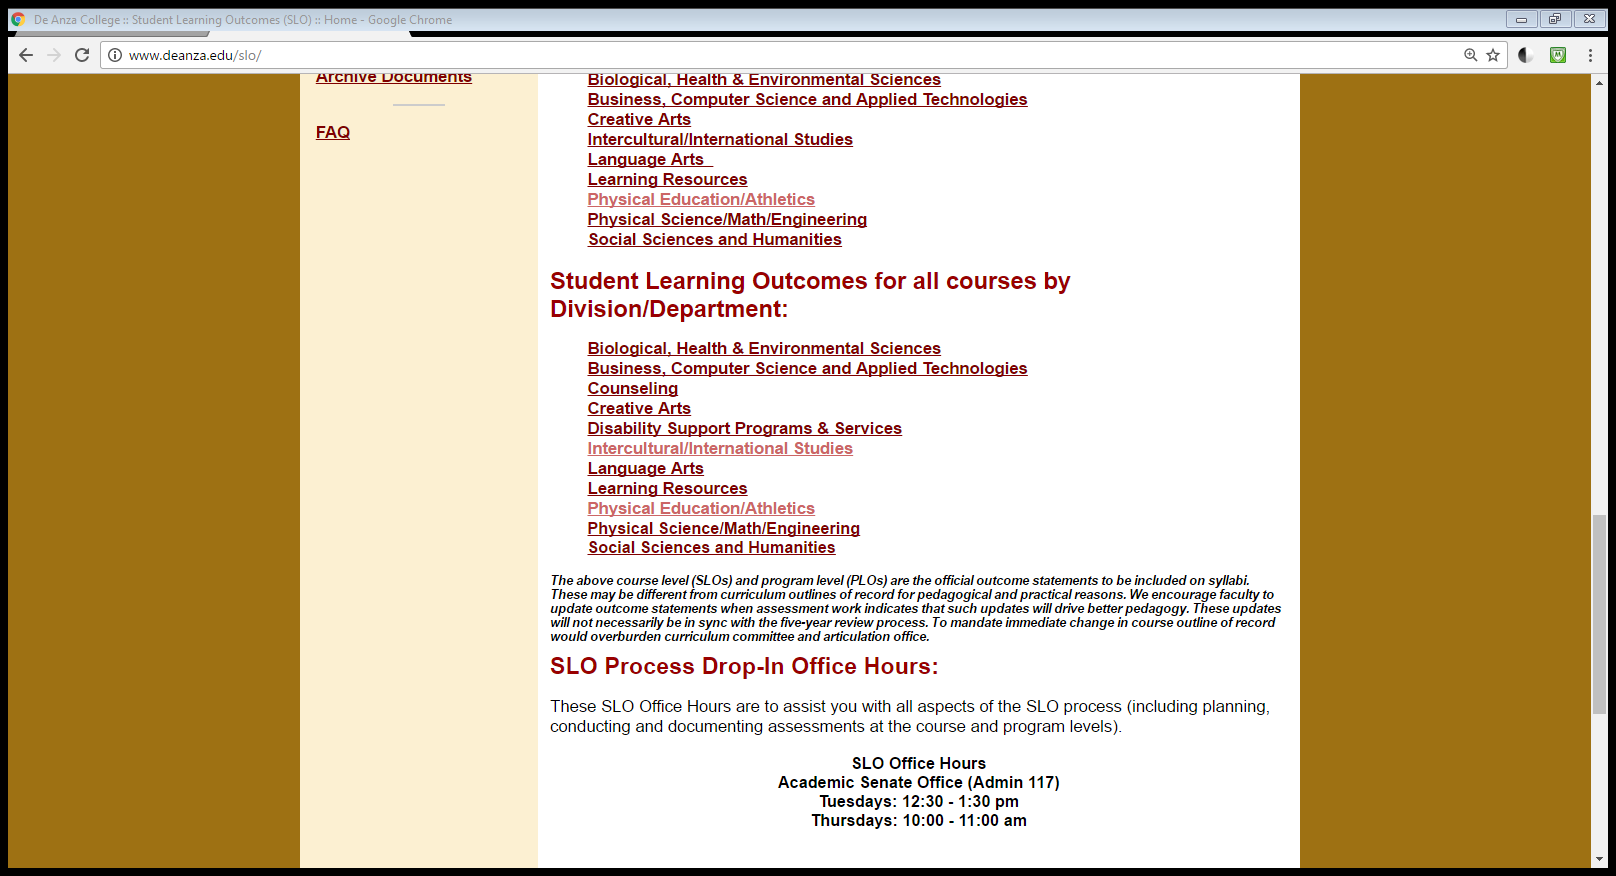 De Anza College :: Student Learning Outcomes (SLO) :: Home - Google Chrome
www.deanza.edu/slo/
Archive Documents
FAQ
Biological, Health & Environmental Sciences
Business, Computer Science and Applied Technologies
Creative Arts
Intercultural/International Studies
Language Arts
Learning Resources
Physical Education/Athletics
Physical Science/Math/Engineering
Social Sciences and Humanities
Student Learning Outcomes for all courses by
Division/Department:
Biological, Health & Environmental Sciences
Business, Computer Science and Applied Technologies
Counseling
Creative Arts
Disability Support Programs & Services
Intercultural/International Studies
Language Arts
Learning Resources
Physical Education/Athletics
Physical Science/Math/Engineering
Social Sciences and Humanities
The above course level (SLOs) and program level (PLOs) are the official outcome statements to be included on syllabi.
These may be different from curriculum outlines of record for pedagogical and practical reasons. We encourage faculty to
update outcome statements when assessment work indicates that such updates will drive better pedagogy. These updates
will not necessarily be in sync with the five-year review process. To mandate immediate change in course outline of record
would overburden curriculum committee and articulation office.
SLO Process Drop-In Office Hours:
These SLO Office Hours are to assist you with all aspects of the SLO process (including planning,
conducting and documenting assessments at the course and program levels).
SLO Office Hours
Academic Senate Office (Admin 117)
Tuesdays: 12:30 - 1:30 pm
Thursdays: 10:00 - 11:00 am